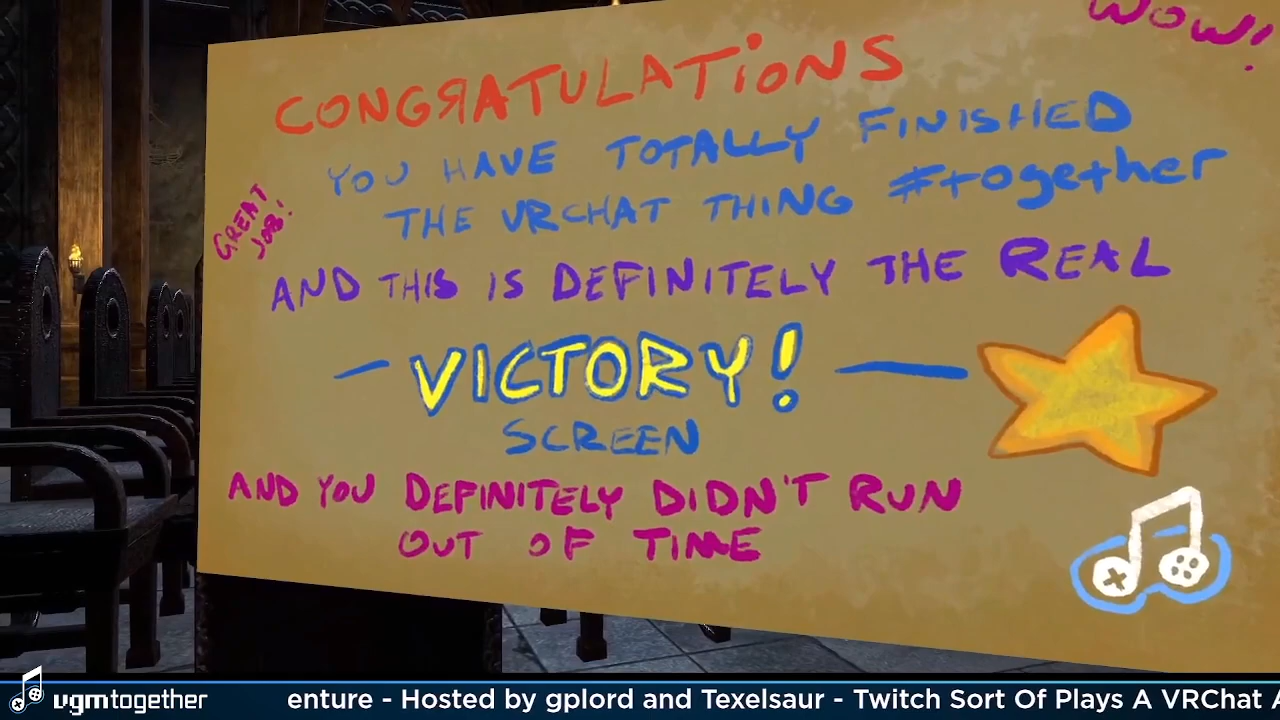 WOW!
CONGRATULATIONS
YOU HAVE TOTALLY FINISHED
THE VRCHAT THING #together
GREAT
JOB!
AND THIS IS DEFINITELY THE REAL
- VICTORY! -
SCREEN
AND YOU DEFINITELY DIDN'T RUN
OUT OF TIME
vgmtogether
enture - Hosted by gplord and Texelsaur - Twitch Sort Of Plays A VRChat A